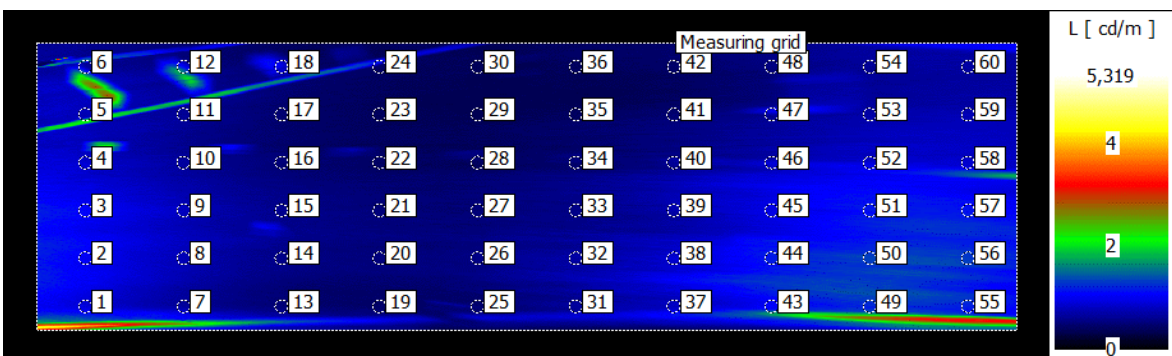 Measuring grid
L [ cd/m ]
6 12 18 24 30 36 42 48 54 60
5,319
5 11 17 23 29 35 41 47 53 59
4
4 10 16 22 28 34 40 46 52 58
3 9 15 21 27 33 39 45 51 57
2 8 14 20 26 32 38 44 50 56
2
1 7 13 19 25 31 37 43 49 55
0